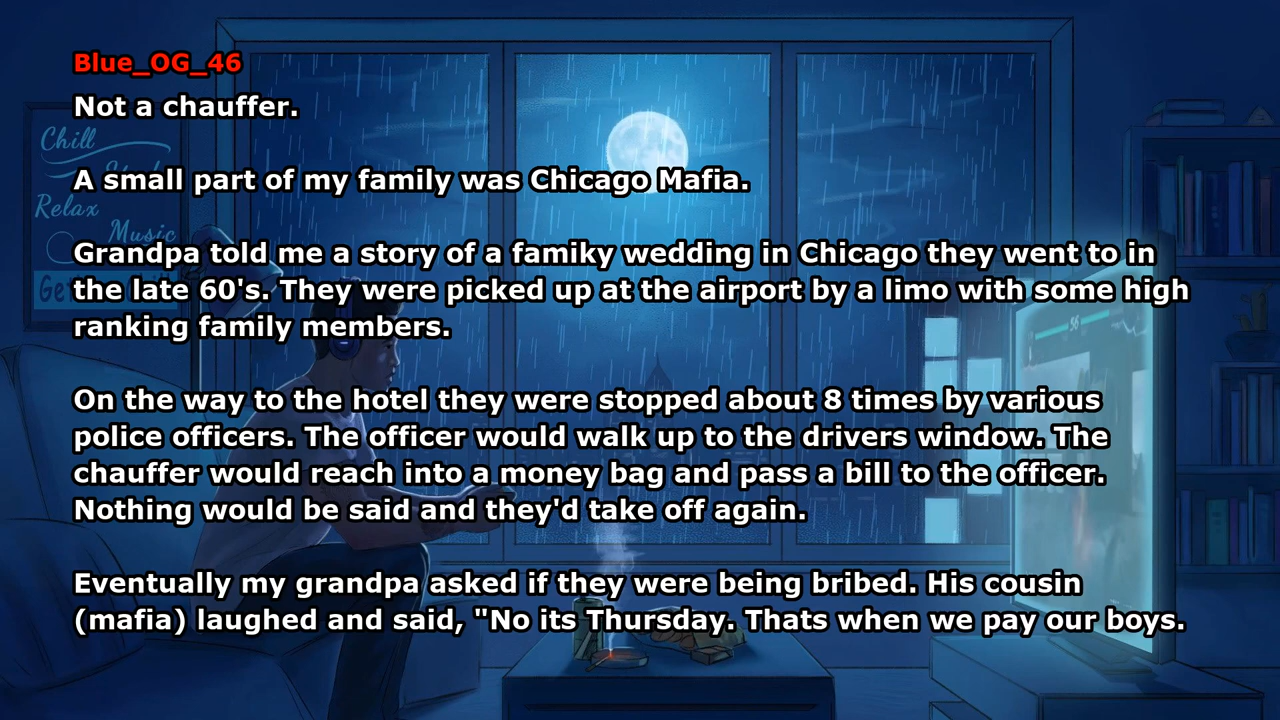 Blue_OG_46
Not a chauffer.
A small part of my family was Chicago Mafia.
Grandpa told me a story of a famiky wedding in Chicago they went to in
the late 60's. They were picked up at the airport by a limo with some high
ranking family members.
On the way to the hotel they were stopped about 8 times by various
police officers. The officer would walk up to the drivers window. The
chauffer would reach into a money bag and pass a bill to the officer.
Nothing would be said and they'd take off again.
Eventually my grandpa asked if they were being bribed. His cousin
(mafia) laughed and said, "No its Thursday. Thats when we pay our boys.
Chill
Relax
Music
56